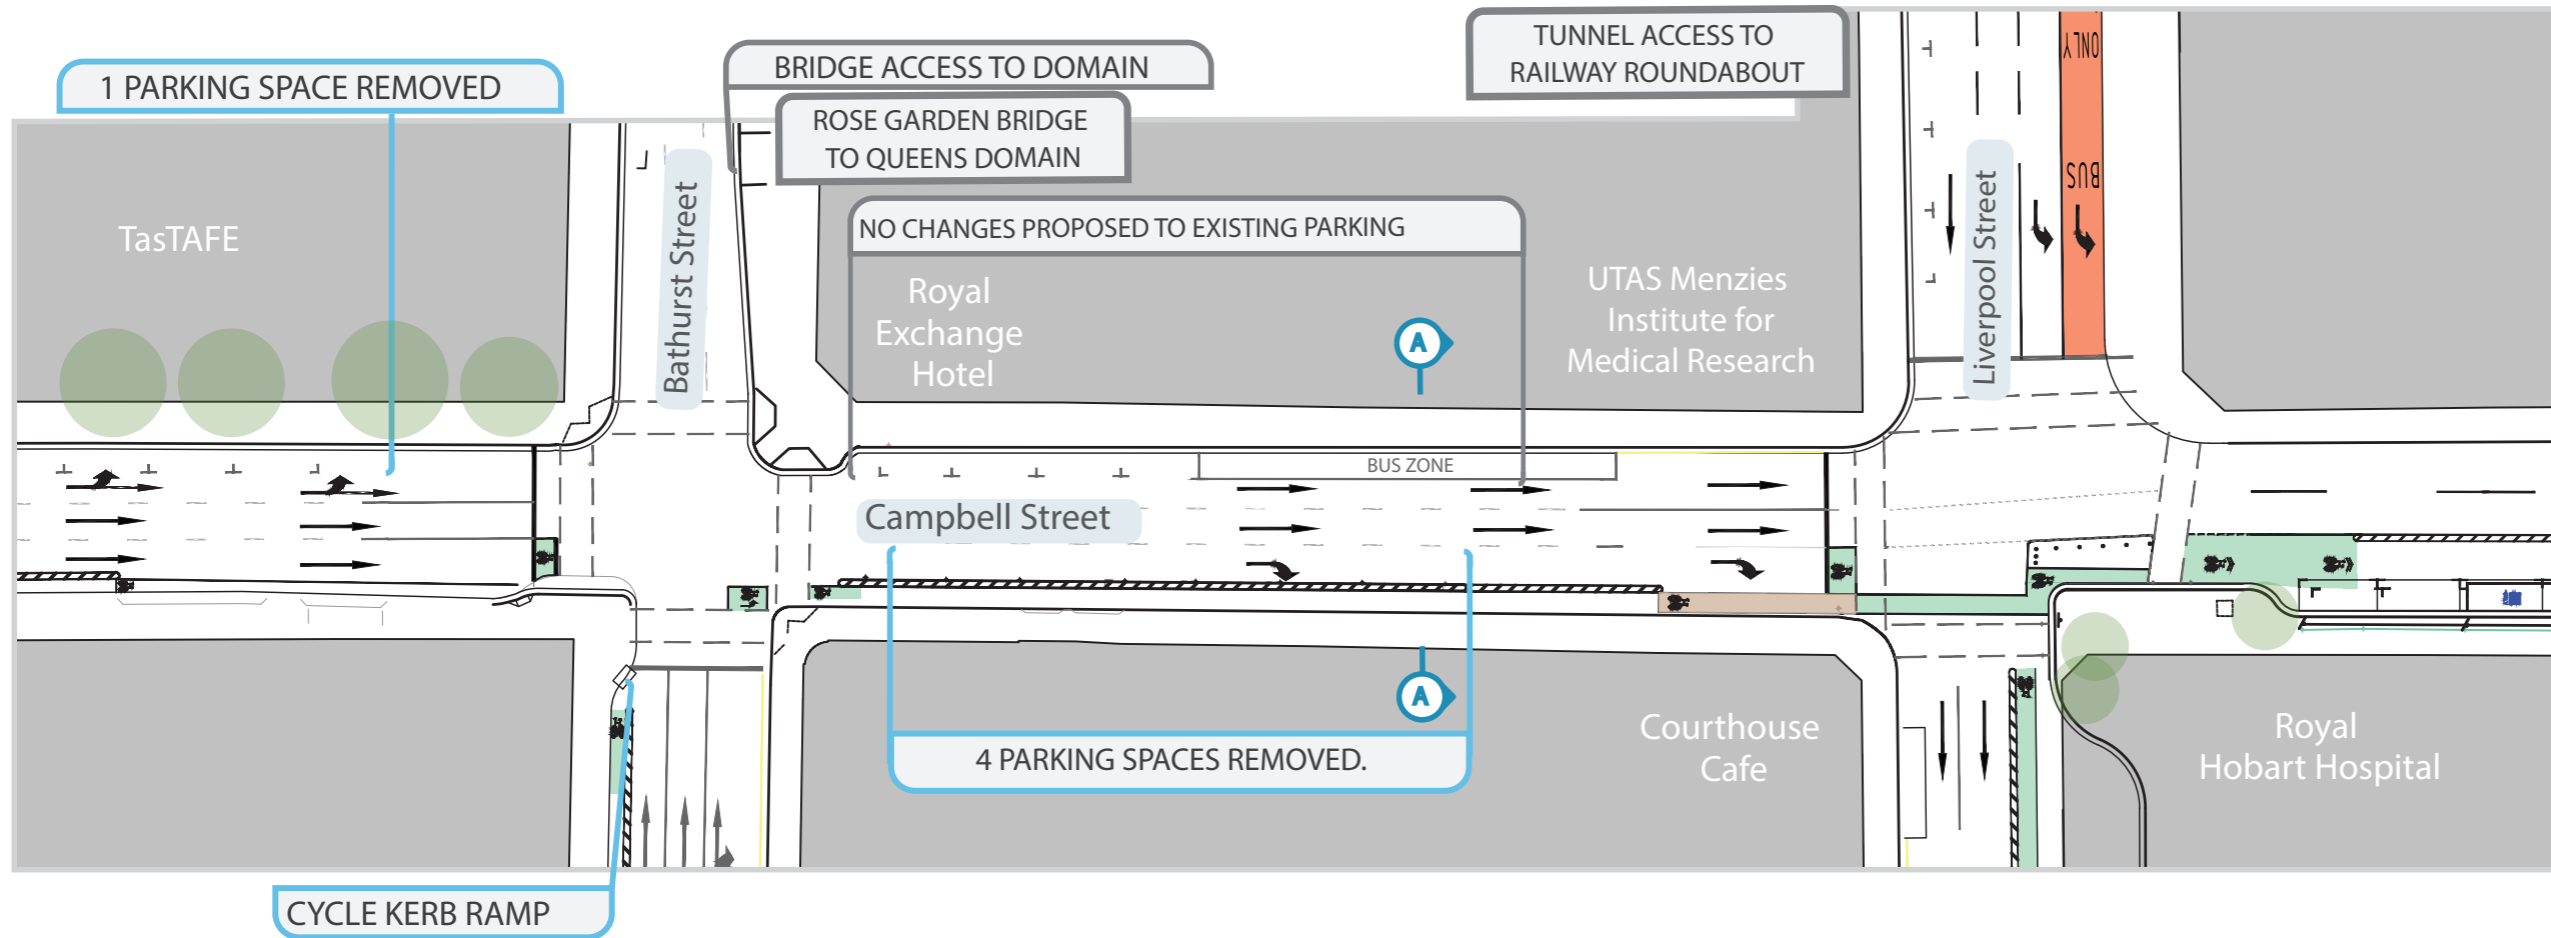 1 PARKING SPACE REMOVED
BRIDGE ACCESS TO DOMAIN
ROSE GARDEN BRIDGE
TO QUEENS DOMAIN
TUNNEL ACCESS TO
RAILWAY ROUNDABOUT
ONLY
BUS
TasTAFE
Bathurst Street
NO CHANGES PROPOSED TO EXISTING PARKING
Royal
Exchange
Hotel
A
UTAS Menzies
Institute for
Medical Research
Liverpool Street
BUS ZONE
Campbell Street
A
4 PARKING SPACES REMOVED.
Courthouse
Cafe
Royal
Hobart Hospital
CYCLE KERB RAMP